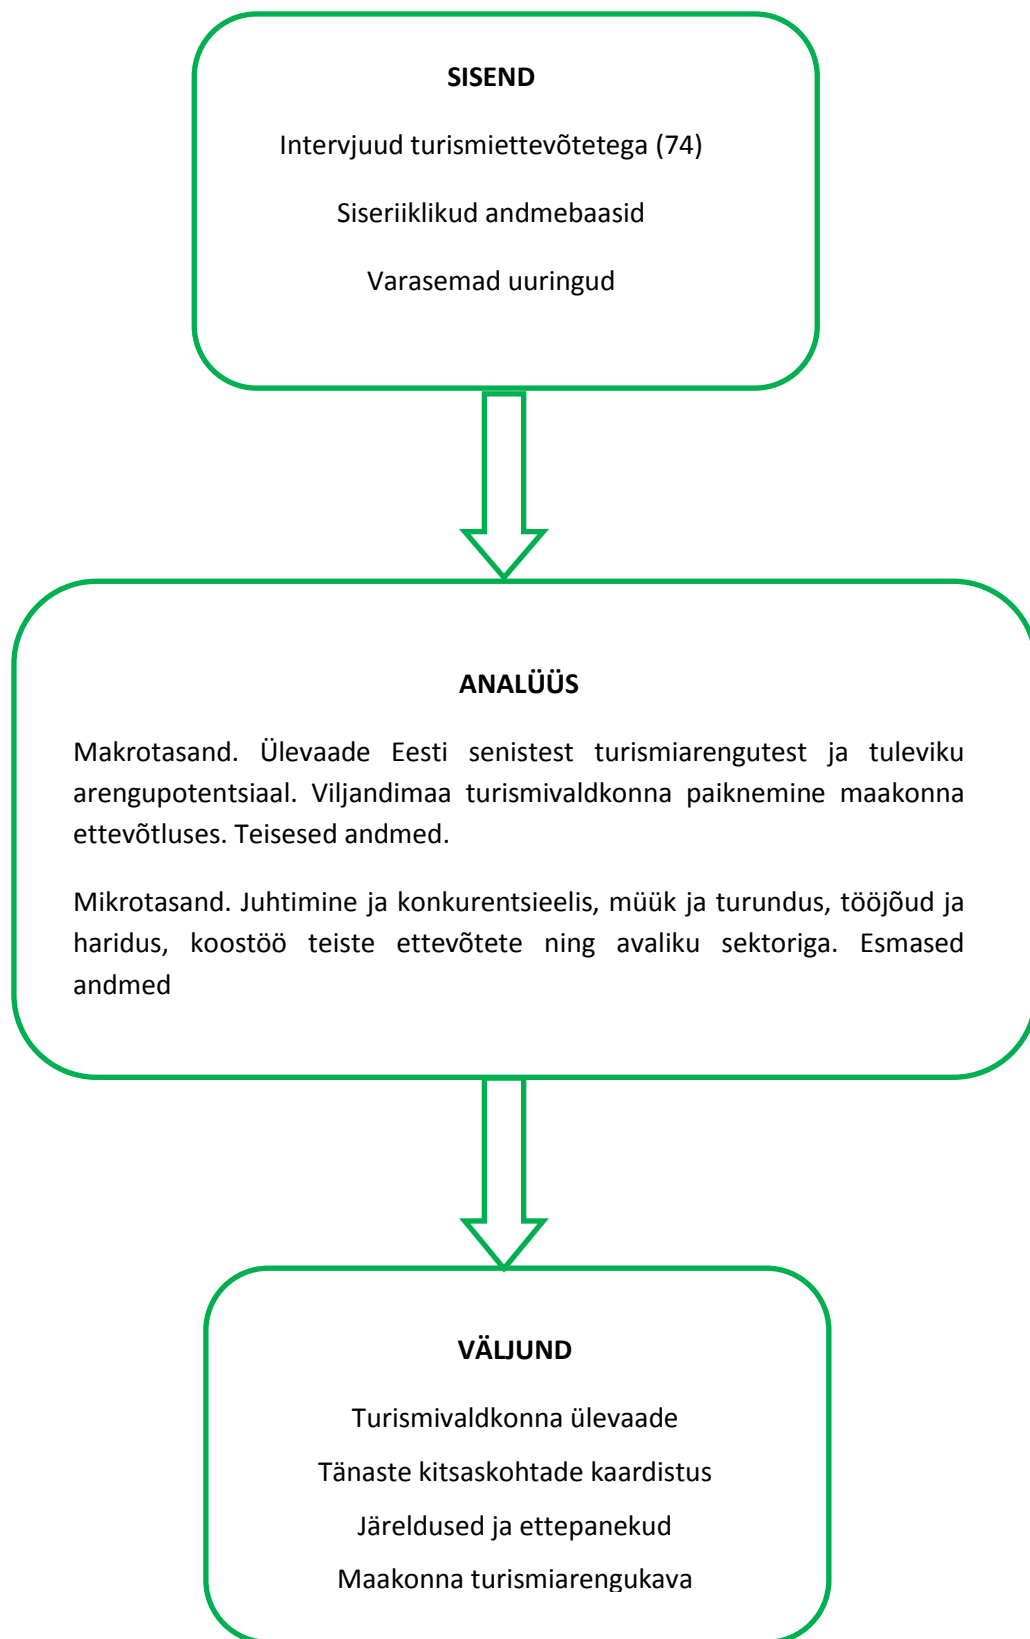 SISEND
Intervjuud turismiettevõtetega (74)
Siseriiklikud andmebaasid
Varasemad uuringud
ANALÜÜS
Makrotasand. Ülevaade Eesti senistest turismiarengutest ja tuleviku
arengupotentsiaal. Viljandimaa turismivaldkonna paiknemine maakonna
ettevõtluses. Teisesed andmed.
Mikrotasand. Juhtimine ja konkurentsieelis, müük ja turundus, tööjõud ja
haridus, koostöö teiste ettevõtete ning avaliku sektoriga. Esmased
andmed
VÄLJUND
Turismivaldkonna ülevaade
Tänaste kitsaskohtade kaardistus
Järeldused ja ettepanekud
Maakonna turismiarengukava